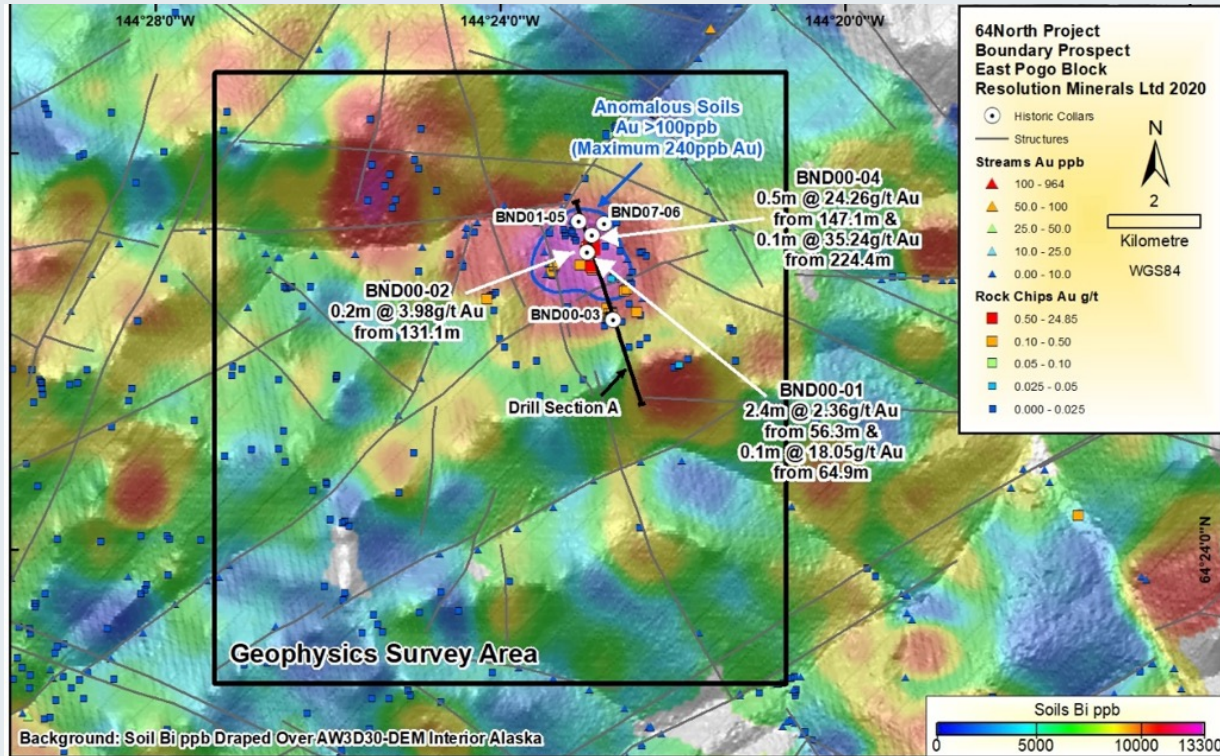 144°28'0"W
144°24'0"W
144°20'0"W
64North Project
Boundary Prospect
East Pogo Block
Resolution Minerals Ltd 2020
Historic Collars
Structures
Streams Au ppb
100 - 964
50.0 - 100
25.0 - 50.0
10.0 - 25.0
0.00 - 10.0
N
2
Kilometre
WGS84
Rock Chips Au g/t
0.50 - 24.85
0.10 - 0.50
0.05 - 0.10
0.025 - 0.05
0.000 - 0.025
Anomalous Soils
Au >100ppb
(Maximum 240ppb Au)
BND01-05
BND07-06
BND00-04
0.5m @ 24.26g/t Au
from 147.1m &
0.1m @ 35.24g/t Au
from 224.4m
BND00-02
0.2m @ 3.98g/t Au
from 131.1m
BND00-03
Drill Section A
BND00-01
2.4m @ 2.36g/t Au
from 56.3m &
0.1m @ 18.05g/t Au
from 64.9m
64°24'0"N
Geophysics Survey Area
Background: Soil Bi ppb Draped Over AW3D30-DEM Interior Alaska
Soils Bi ppb
0
5000
10000
13300